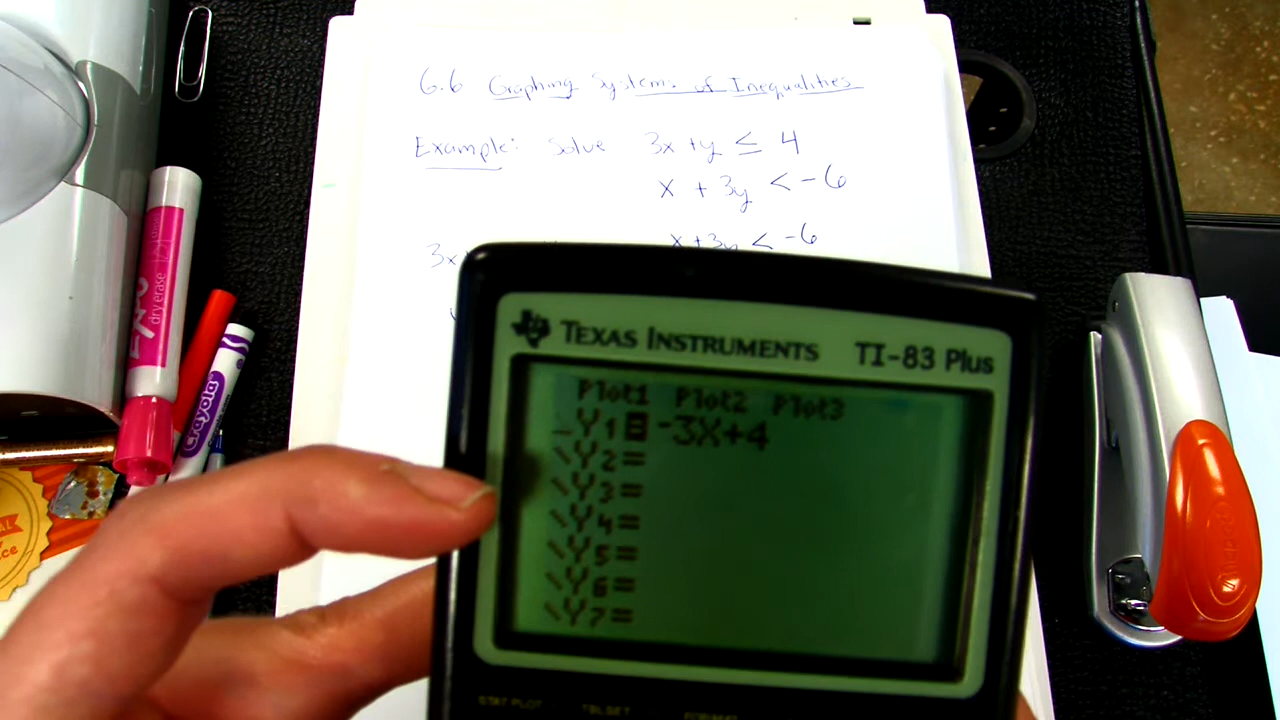 6.6 Graphing Systems of Inequalities
Example: Solve 3x + y ≤ 4
x + 3y < -6
3x
x + 3y < -6
TEXAS INSTRUMENTS TI-83 Plus
Plot1 Plot2 Plot3
Y1=-3X+4
\Y2=
\Y3=
\Y4=
\Y5=
\Y6=
\Y7=
STAT PLOT TBLSET FORMAT
EXPO
dry erase
Crayola